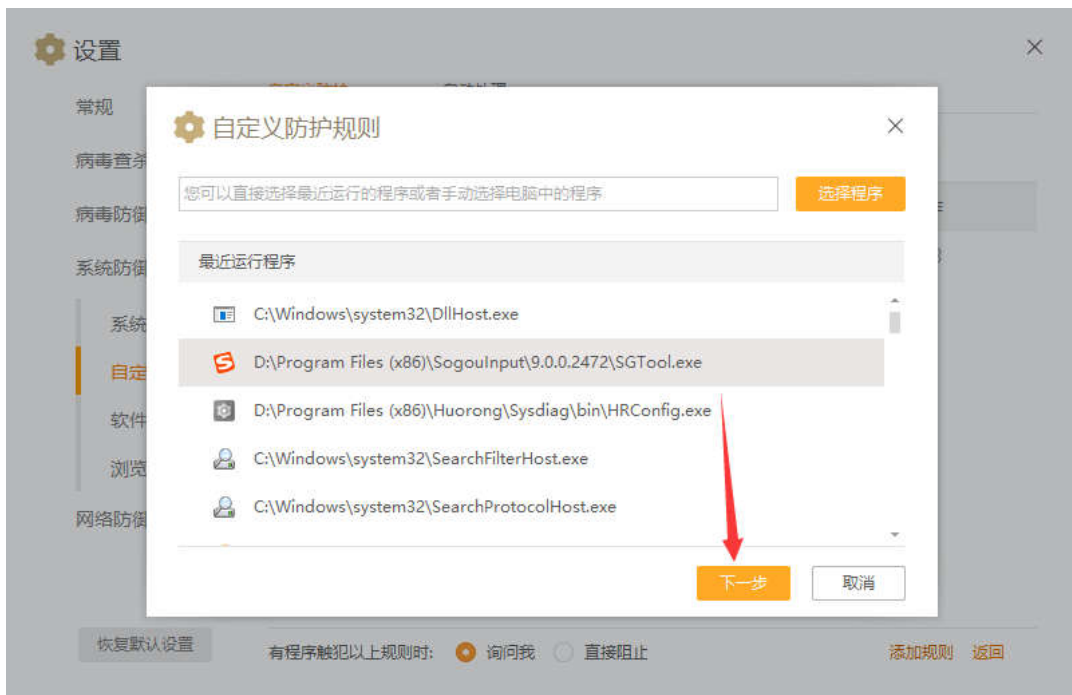 设置
常规
自定义防护规则
病毒查杀
您可以直接选择最近运行的程序或者手动选择电脑中的程序
选择程序
病毒防御
最近运行程序
系统防御
C:\Windows\system32\DllHost.exe
系统
D:\Program Files (x86)\SogouInput\9.0.0.2472\SGTool.exe
自定
D:\Program Files (x86)\Huorong\Sysdiag\bin\HRConfig.exe
软件
C:\Windows\system32\SearchFilterHost.exe
浏览
C:\Windows\system32\SearchProtocolHost.exe
网络防御
下一步
取消
恢复默认设置
有程序触犯以上规则时:
询问我
直接阻止
添加规则
返回